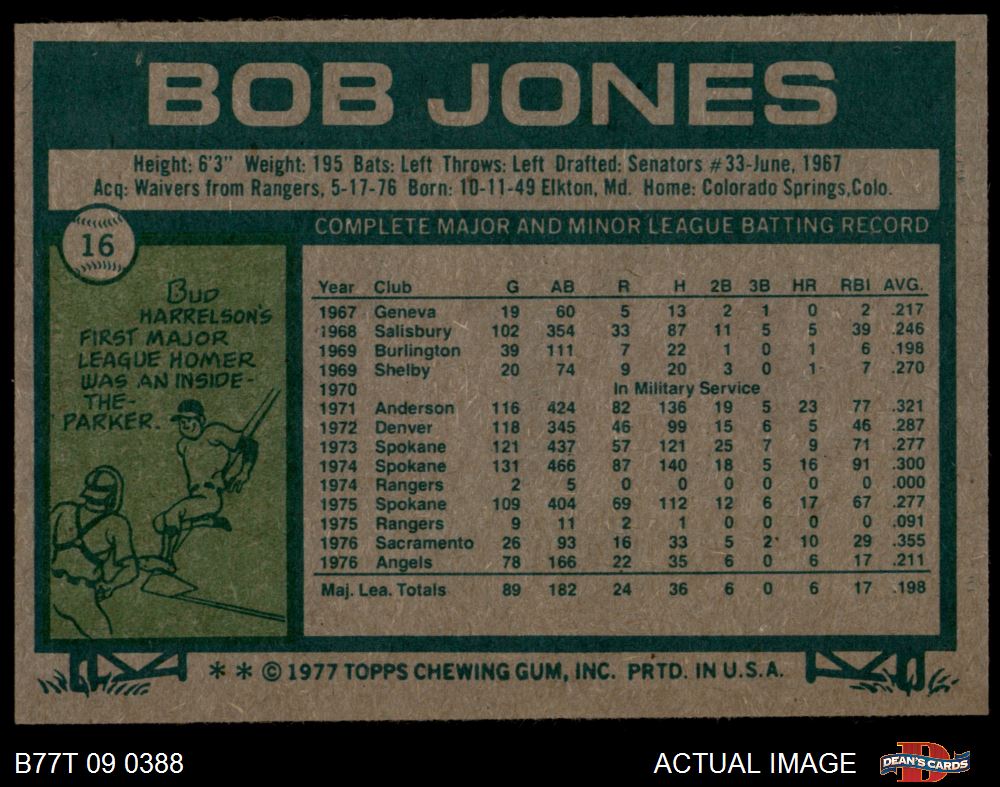 BOB JONES
Height: 6'3" Weight: 195 Bats: Left Throws: Left Drafted: Senators #33-June, 1967
Acq: Waivers from Rangers, 5-17-76 Born: 10-11-49 Elkton, Md. Home: Colorado Springs,Colo.
16
BUD
HARRELSON'S
FIRST MAJOR
LEAGUE HOMER
WAS AN INSIDE-
THE-
PARKER.
COMPLETE MAJOR AND MINOR LEAGUE BATTING RECORD
Year Club G AB R H 2B 3B HR RBI AVG.
1967 Geneva 19 60 5 13 2 1 0 2 .217
1968 Salisbury 102 354 33 87 11 5 5 39 .246
1969 Burlington 39 111 7 22 1 0 1 6 .198
1969 Shelby 20 74 9 20 3 0 1 7 .270
1970 In Military Service
1971 Anderson 116 424 82 136 19 5 23 77 .321
1972 Denver 118 345 46 99 15 6 5 46 .287
1973 Spokane 121 437 57 121 25 7 9 71 .277
1974 Spokane 131 466 87 140 18 5 16 91 .300
1974 Rangers 2 5 0 0 0 0 0 0 .000
1975 Spokane 109 404 69 112 12 6 17 67 .277
1975 Rangers 9 11 2 1 0 0 0 0 .091
1976 Sacramento 26 93 16 33 5 2 10 29 .355
1976 Angels 78 166 22 35 6 0 6 17 .211
Maj. Lea. Totals 89 182 24 36 6 0 6 17 .198
* * © 1977 TOPPS CHEWING GUM, INC. PRTD. IN U.S.A.
B77T 09 0388
ACTUAL IMAGE
D
DEAN'S CARDS